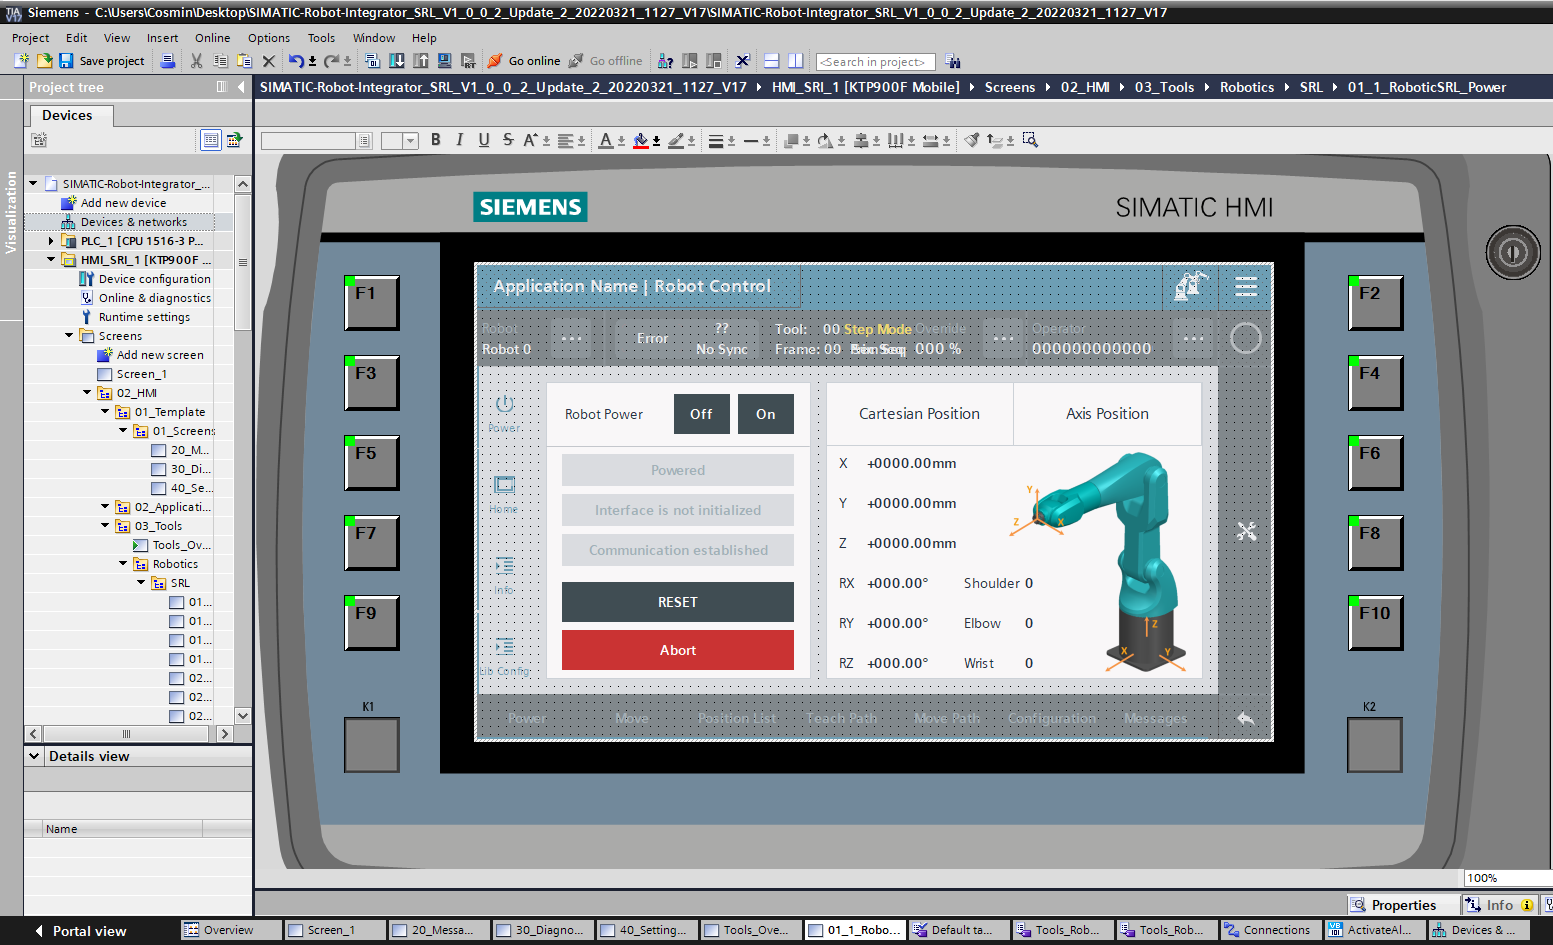 Siemens - C:\Users\Cosmin\Desktop\SIMATIC-Robot-Integrator_SRL_V1_0_0_2_Update_2_20220321_1127_V17\SIMATIC-Robot-Integrator_SRL_V1_0_0_2_Update_2_20220321_1127_V17
Project Edit View Insert Online Options Tools Window Help
Save project Go online Go offline <Search in project>
Project tree
SIMATIC-Robot-Integrator_SRL_V1_0_0_2_Update_2_20220321_1127_V17 HMI_SRI_1 [KTP900F Mobile] Screens 02_HMI 03_Tools Robotics SRL 01_1_RoboticSRL_Power
Devices
B I U S A A
Visualization
SIMATIC-Robot-Integrator_...
Add new device
Devices & networks
PLC_1 [CPU 1516-3 P...
HMI_SRI_1 [KTP900F ...
Device configuration
Online & diagnostics
Runtime settings
Screens
Add new screen
Screen_1
02_HMI
01_Template
01_Screens
20_M...
30_Di...
40_Se...
02_Applicati...
03_Tools
Tools_Ov...
Robotics
SRL
01...
01...
01...
01...
02...
02...
02...
Details view
Name
SIEMENS
SIMATIC HMI
F1
F3
F5
F7
F9
K1
F2
F4
F6
F8
F10
K2
Application Name | Robot Control
Robot
Robot 0
...
Error
??
No Sync
Tool: 00
Frame: 00
Step Mode
Override
000 %
...
Operator
000000000000
...
Power
Home
Info
Lib Config
Robot Power Off On
Powered
Interface is not initialized
Communication established
RESET
Abort
Cartesian Position Axis Position
X +0000.00mm
Y +0000.00mm
Z +0000.00mm
RX +000.00° Shoulder 0
RY +000.00° Elbow 0
RZ +000.00° Wrist 0
Y
Z X
Z
X Y
Power Move Position List Teach Path Move Path Configuration Messages
100%
Properties Info
Portal view Overview Screen_1 20_Messa... 30_Diagno... 40_Setting... Tools_Ove... 01_1_Robo... Default ta... Tools_Rob... Tools_Rob... Connections ActivateAl... Devices & ...